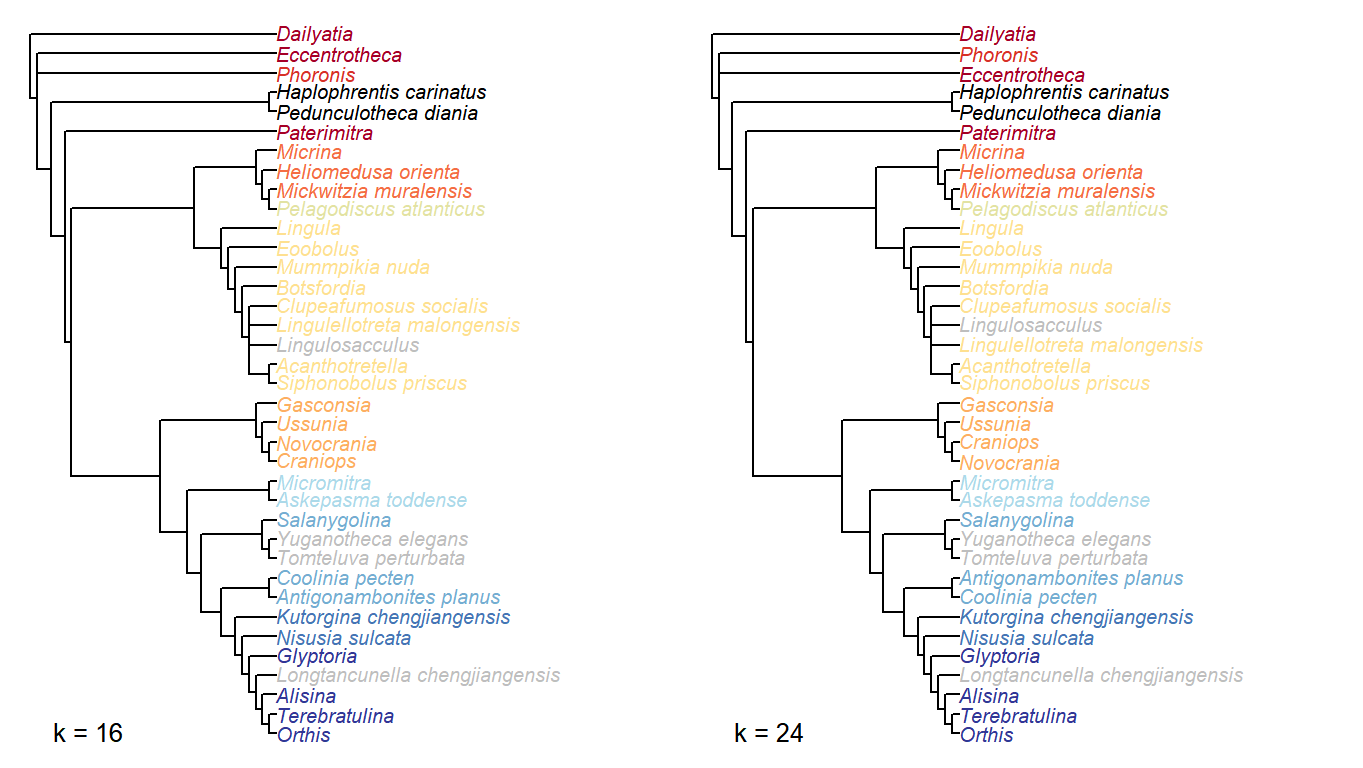 Dailyatia
Eccentrotheca
Phoronis
Haplophrentis carinatus
Pedunculotheca diania
Paterimitra
Micrina
Heliomedusa orienta
Mickwitzia muralensis
Pelagodiscus atlanticus
Lingula
Eoobolus
Mummpikia nuda
Botsfordia
Clupeafumosus socialis
Lingulellotreta malongensis
Lingulosacculus
Acanthotretella
Siphonobolus priscus
Gasconsia
Ussunia
Novocrania
Craniops
Micromitra
Askepasma toddense
Salanygolina
Yuganotheca elegans
Tomteluva perturbata
Coolinia pecten
Antigonambonites planus
Kutorgina chengjiangensis
Nisusia sulcata
Glyptoria
Longtancunella chengjiangensis
Alisina
Terebratulina
Orthis
k = 16
Dailyatia
Phoronis
Eccentrotheca
Haplophrentis carinatus
Pedunculotheca diania
Paterimitra
Micrina
Heliomedusa orienta
Mickwitzia muralensis
Pelagodiscus atlanticus
Lingula
Eoobolus
Mummpikia nuda
Botsfordia
Clupeafumosus socialis
Lingulosacculus
Lingulellotreta malongensis
Acanthotretella
Siphonobolus priscus
Gasconsia
Ussunia
Craniops
Novocrania
Micromitra
Askepasma toddense
Salanygolina
Yuganotheca elegans
Tomteluva perturbata
Antigonambonites planus
Coolinia pecten
Kutorgina chengjiangensis
Nisusia sulcata
Glyptoria
Longtancunella chengjiangensis
Alisina
Terebratulina
Orthis
k = 24